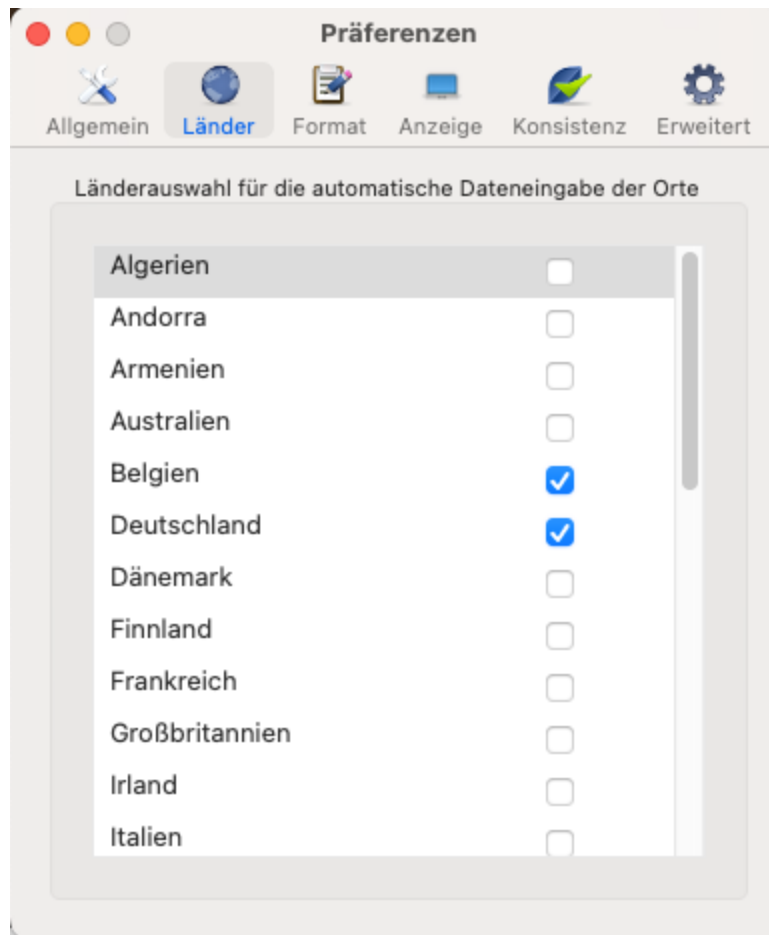 Präferenzen
Allgemein Länder Format Anzeige Konsistenz Erweitert
Länderauswahl für die automatische Dateneingabe der Orte
Algerien
Andorra
Armenien
Australien
Belgien
Deutschland
Dänemark
Finnland
Frankreich
Großbritannien
Irland
Italien